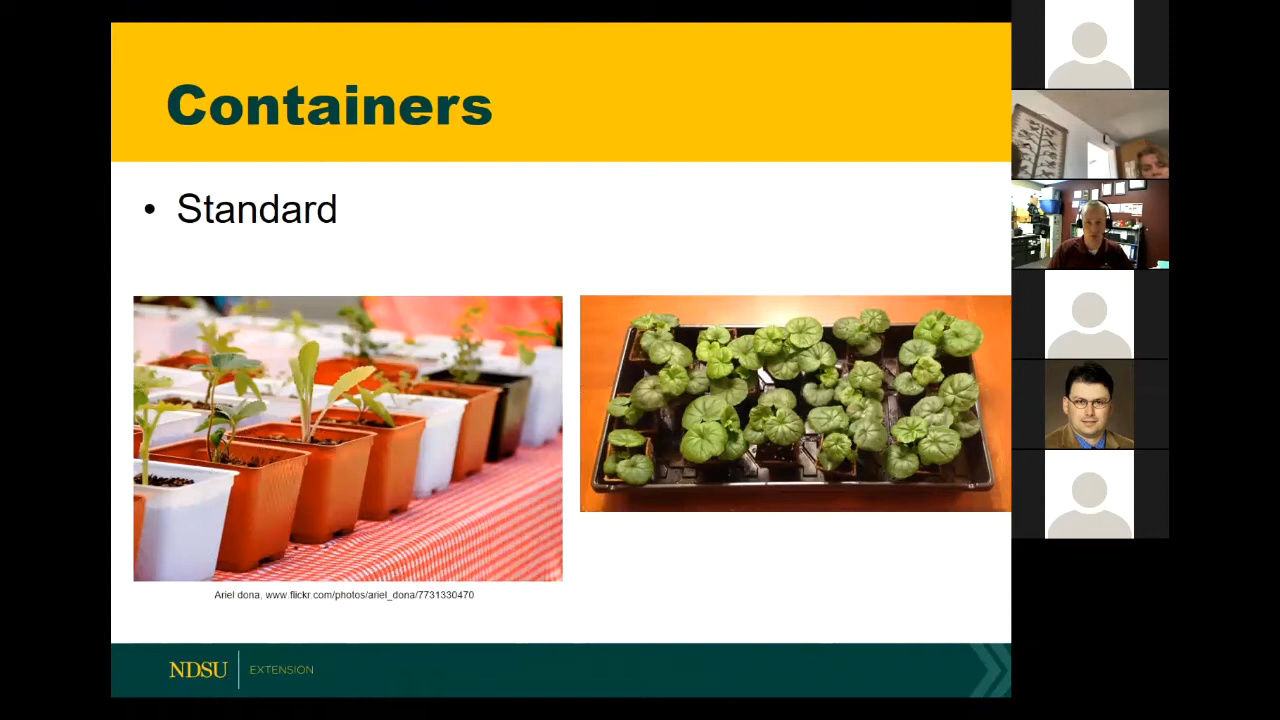 Containers
• Standard
Ariel dona, www.flickr.com/photos/ariel_dona/7731330470
NDSU EXTENSION